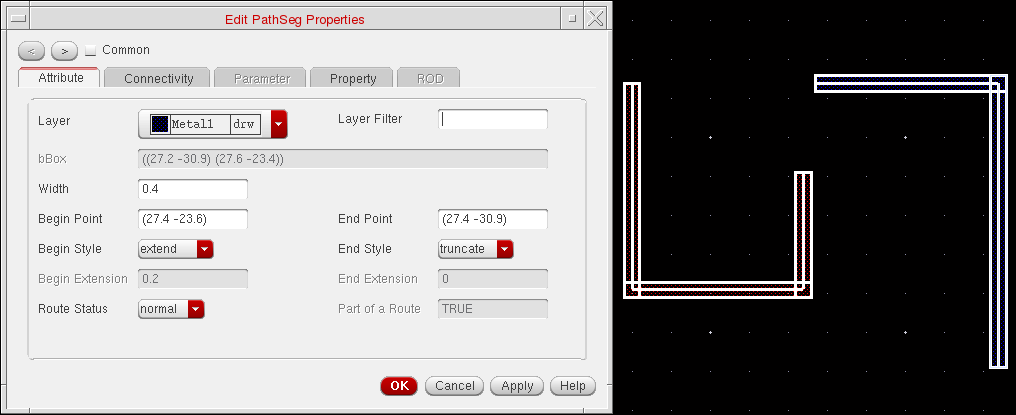 Edit PathSeg Properties
< > Common
Attribute Connectivity Parameter Property ROD
Layer Metal1 drw Layer Filter
bBox ((27.2 -30.9) (27.6 -23.4))
Width 0.4
Begin Point (27.4 -23.6) End Point (27.4 -30.9)
Begin Style extend End Style truncate
Begin Extension 0.2 End Extension 0
Route Status normal Part of a Route TRUE
OK Cancel Apply Help